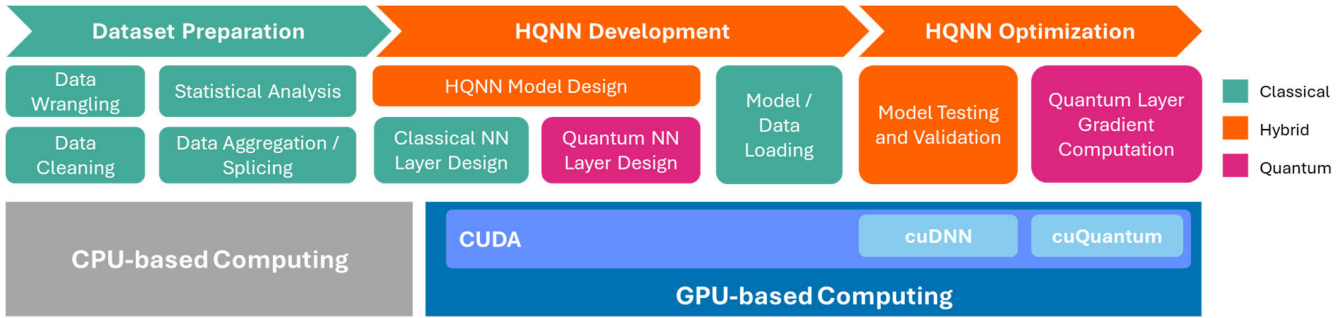 Dataset Preparation
HQNN Development
HQNN Optimization
Data
Wrangling
Statistical Analysis
Data
Cleaning
Data Aggregation /
Splicing
HQNN Model Design
Classical NN
Layer Design
Quantum NN
Layer Design
Model /
Data
Loading
Model Testing
and Validation
Quantum Layer
Gradient
Computation
Classical
Hybrid
Quantum
CPU-based Computing
CUDA
cuDNN
cuQuantum
GPU-based Computing